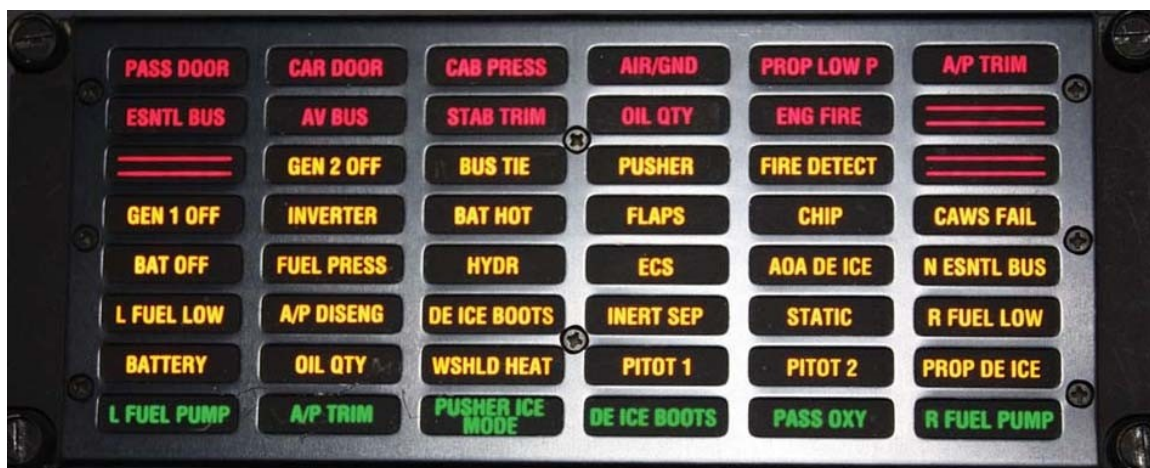 PASS DOOR CAR DOOR CAB PRESS AIR/GND PROP LOW P A/P TRIM
ESNTL BUS AV BUS STAB TRIM OIL QTY ENG FIRE
GEN 2 OFF BUS TIE PUSHER FIRE DETECT
GEN 1 OFF INVERTER BAT HOT FLAPS CHIP CAWS FAIL
BAT OFF FUEL PRESS HYDR ECS AOA DE ICE N ESNTL BUS
L FUEL LOW A/P DISENG DE ICE BOOTS INERT SEP STATIC R FUEL LOW
BATTERY OIL QTY WSHLD HEAT PITOT 1 PITOT 2 PROP DE ICE
L FUEL PUMP A/P TRIM PUSHER ICE MODE DE ICE BOOTS PASS OXY R FUEL PUMP